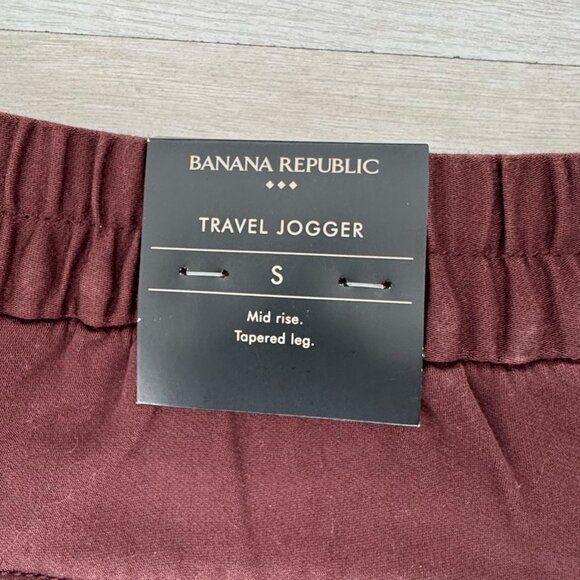 BANANA REPUBLIC
TRAVEL JOGGER
S
Mid rise.
Tapered leg.